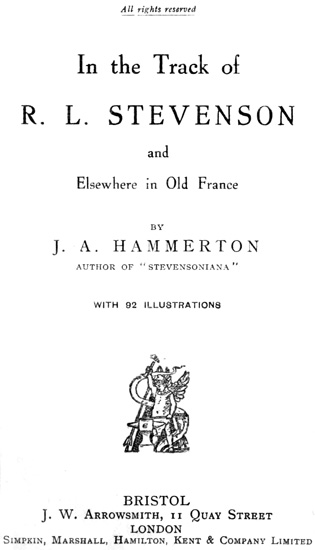 All rights reserved
In the Track of
R. L. STEVENSON
and
Elsewhere in Old France
BY
J. A. HAMMERTON
AUTHOR OF "STEVENSONIANA"
WITH 92 ILLUSTRATIONS
BRISTOL
J. W. ARROWSMITH, 11 QUAY STREET
LONDON
SIMPKIN, MARSHALL, HAMILTON, KENT & COMPANY LIMITED